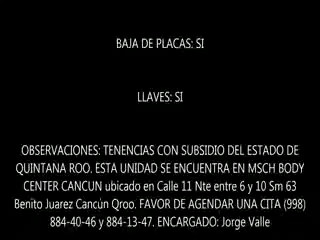 BAJA DE PLACAS: SI
LLAVES: SI
OBSERVACIONES: TENENCIAS CON SUBSIDIO DEL ESTADO DE
QUINTANA ROO. ESTA UNIDAD SE ENCUENTRA EN MSCH BODY
CENTER CANCUN ubicado en Calle 11 Nte entre 6 y 10 Sm 63
Benito Juarez Cancún Qroo. FAVOR DE AGENDAR UNA CITA (998)
884-40-46 y 884-13-47. ENCARGADO: Jorge Valle